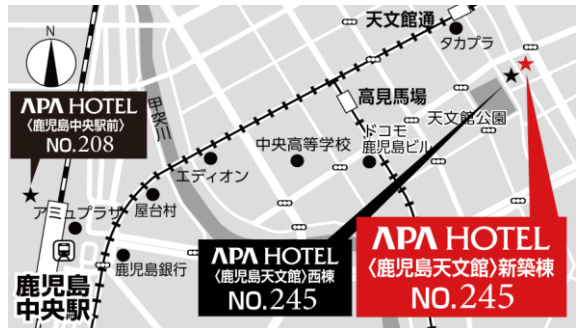 天文館通
タカプラ
N
APA HOTEL
〈鹿児島中央駅前〉
NO.208
甲突川
高見馬場
天文館公園
中央高等学校
ドコモ
鹿児島ビル
エディオン
屋台村
アミュプラザ
鹿児島銀行
鹿児島
中央駅
APA HOTEL
〈鹿児島天文館〉西棟
NO.245
APA HOTEL
〈鹿児島天文館〉新築棟
NO.245